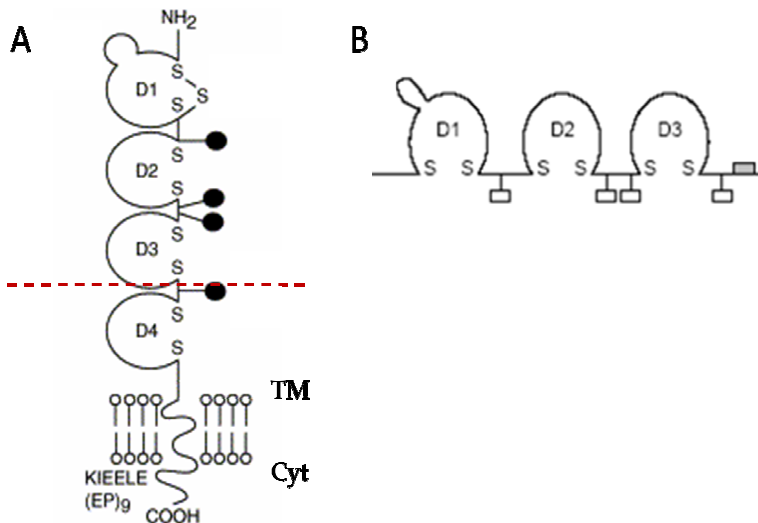 A
NH2
S
S
S
D1
S
D2
S
S
D3
S
S
D4
S
TM
KIEELE
(EP)9
Cyt
COOH
B
D1
D2
D3
S S S S S S